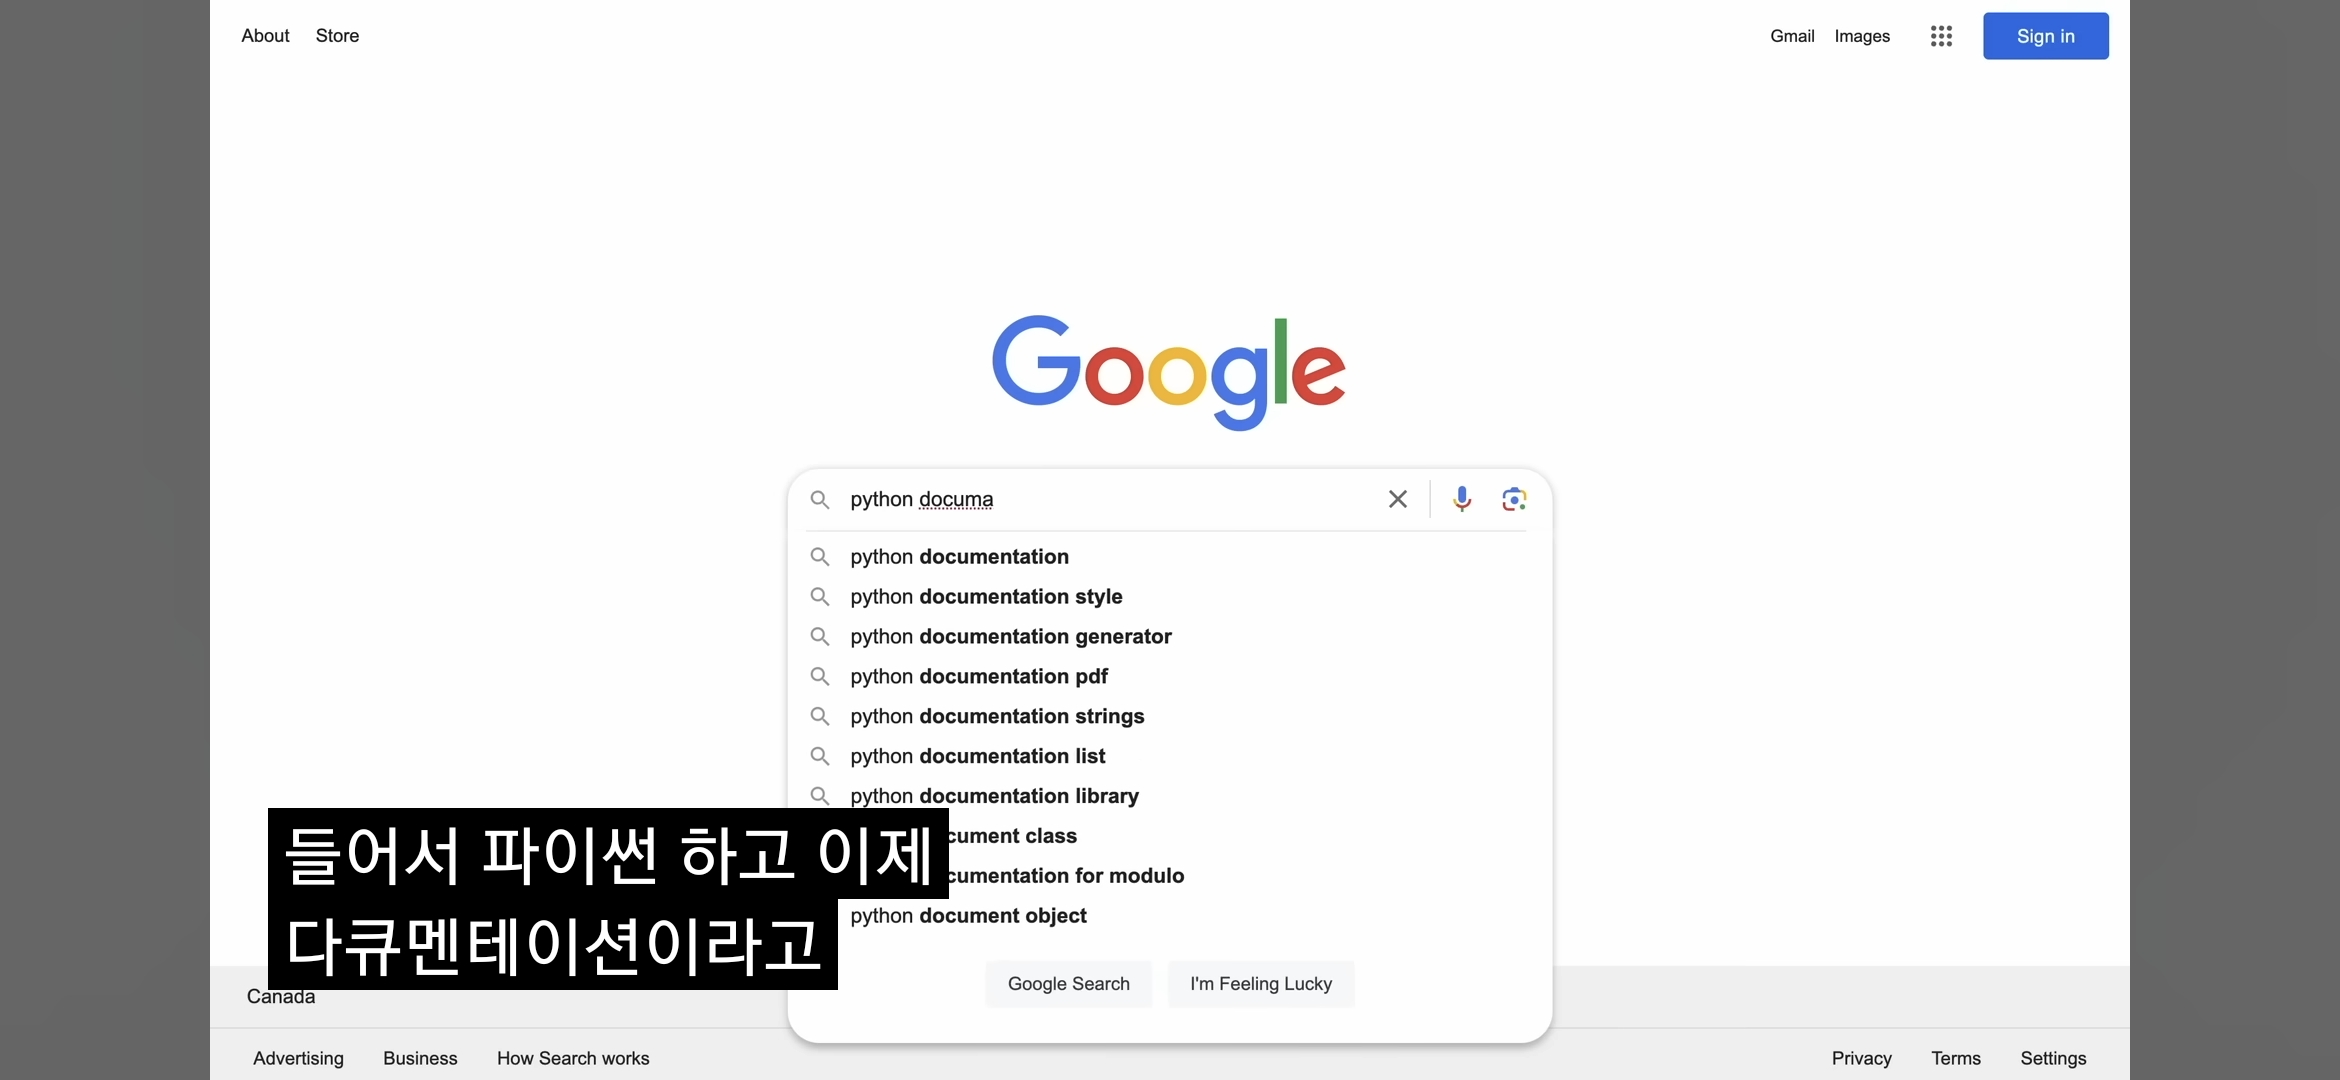 About Store
Gmail Images Sign in
Google
python documa
python documentation
python documentation style
python documentation generator
python documentation pdf
python documentation strings
python documentation list
python documentation library
cument class
cumentation for modulo
python document object
들어서 파이썬 하고 이제
다큐멘테이션이라고
Google Search I'm Feeling Lucky
Canada
Advertising Business How Search works
Privacy Terms Settings